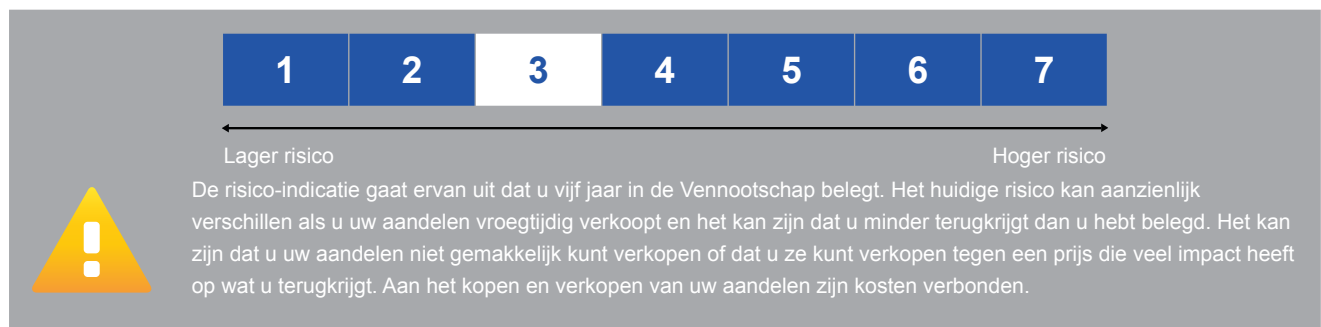 1 2 3 4 5 6 7
Lager risico Hoger risico
De risico-indicatie gaat ervan uit dat u vijf jaar in de Vennootschap belegt. Het huidige risico kan aanzienlijk
verschillen als u uw aandelen vroegtijdig verkoopt en het kan zijn dat u minder terugkrijgt dan u hebt belegd. Het kan
zijn dat u uw aandelen niet gemakkelijk kunt verkopen of dat u ze kunt verkopen tegen een prijs die veel impact heeft
op wat u terugkrijgt. Aan het kopen en verkopen van uw aandelen zijn kosten verbonden.